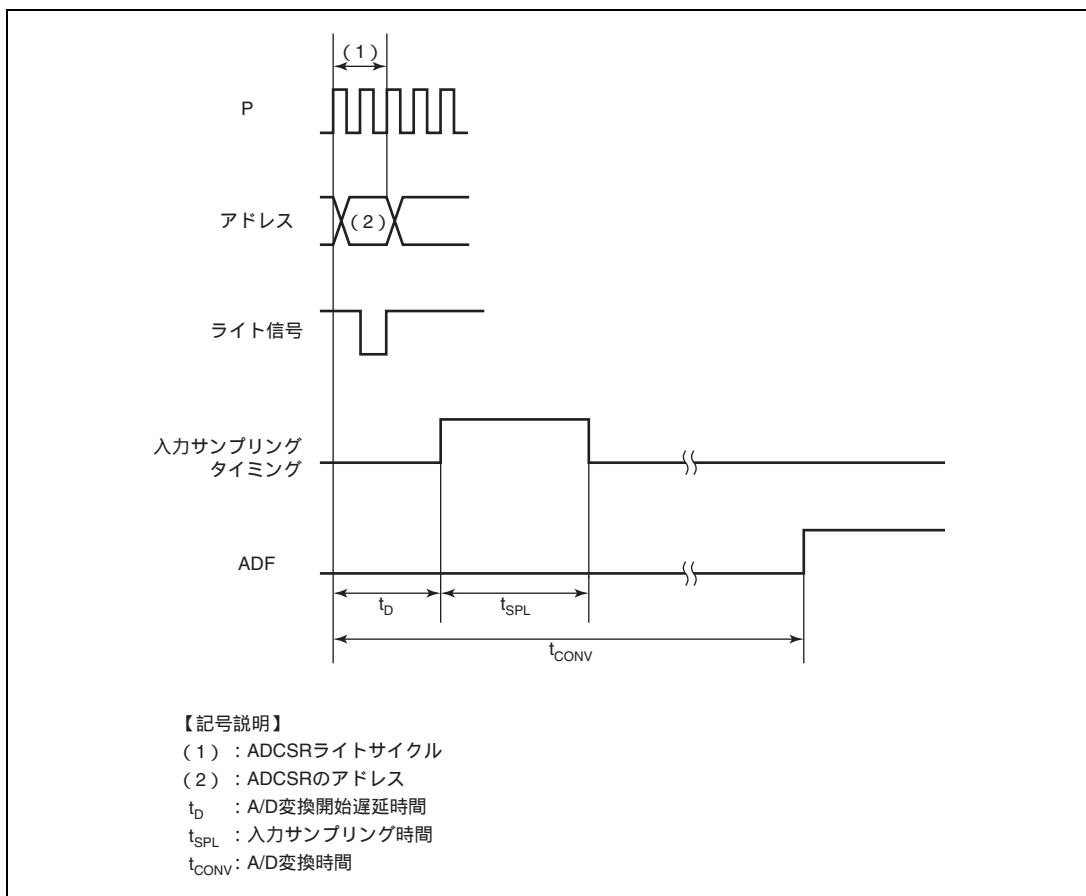 (1)
P
アドレス
(2)
ライト信号
入力サンプリング
タイミング
ADF
tD
tSPL
tCONV
【記号説明】
(1) : ADCSRライトサイクル
(2) : ADCSRのアドレス
tD : A/D変換開始遅延時間
tSPL : 入力サンプリング時間
tCONV : A/D変換時間